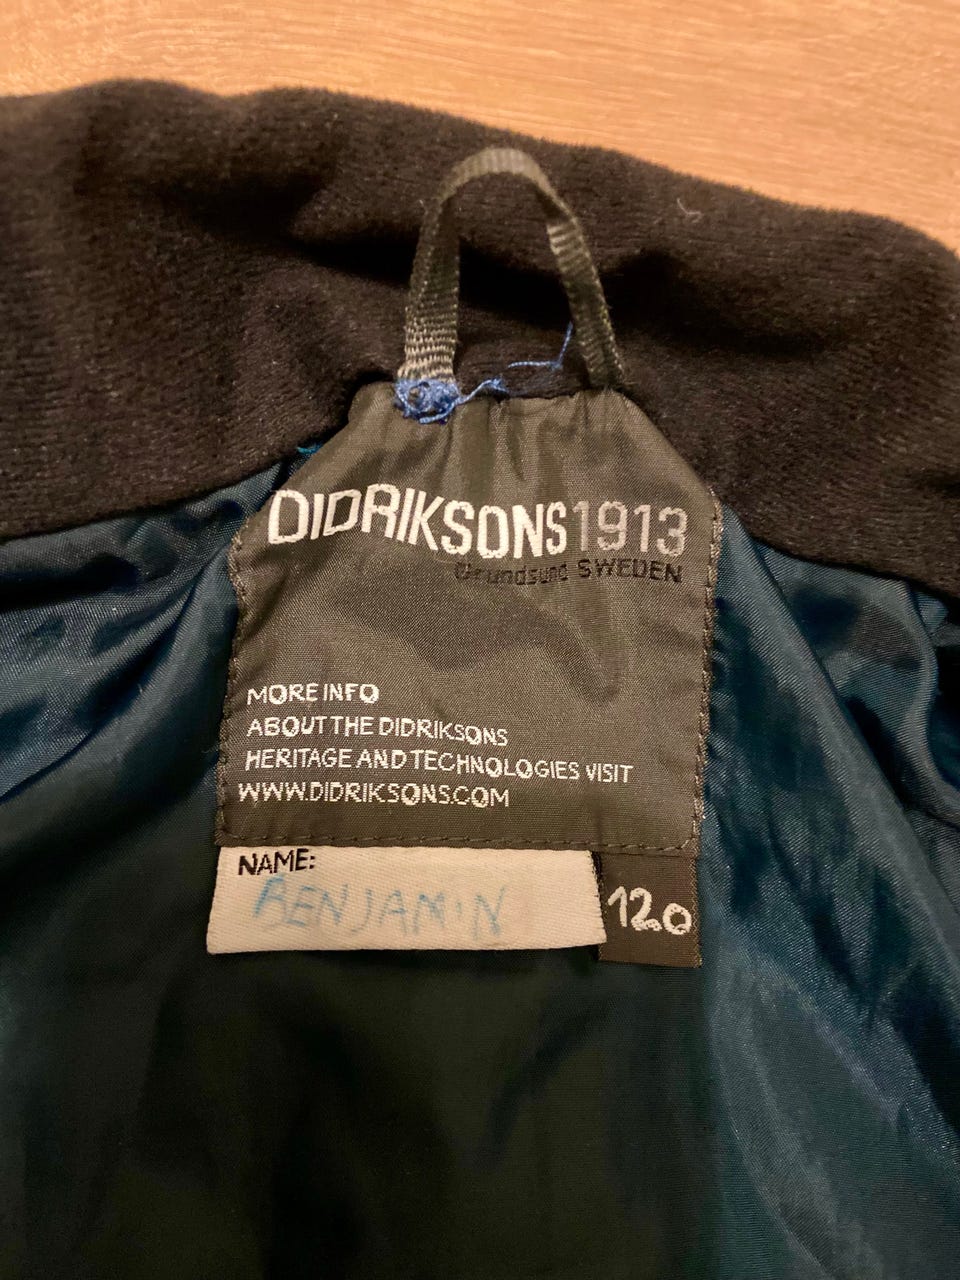 DIDRIKSONS1913
Grundsund SWEDEN
MORE INFO
ABOUT THE DIDRIKSONS
HERITAGE AND TECHNOLOGIES VISIT
WWW.DIDRIKSONS.COM
NAME:
BENJAMIN
120